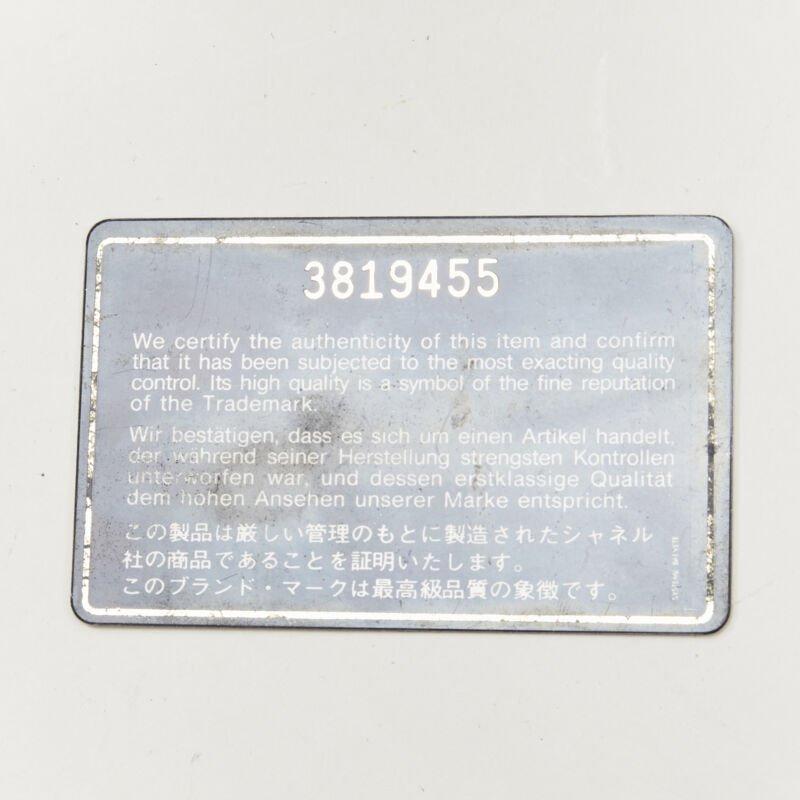 3819455
We certify the authenticity of this item and confirm
that it has been subjected to the most exacting quality
control. Its high quality is a symbol of the fine reputation
of the Trademark.
Wir bestätigen, dass es sich um einen Artikel handelt,
der während seiner Herstellung strengsten Kontrollen
unterworfen war, und dessen erstklassige Qualität
dem hohen Ansehen unserer Marke entspricht.
この製品は厳しい管理のもとに製造されたシャネル
社の商品であることを証明いたします。
このブランド・マークは最高級品質の象徴です。